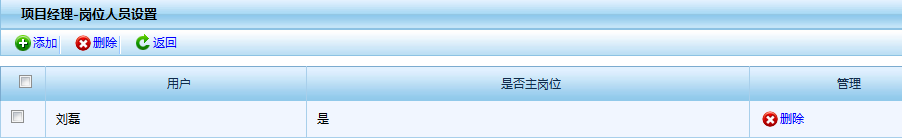 项目经理-岗位人员设置
添加 删除 返回
用户 是否主岗位 管理
刘磊 是 删除